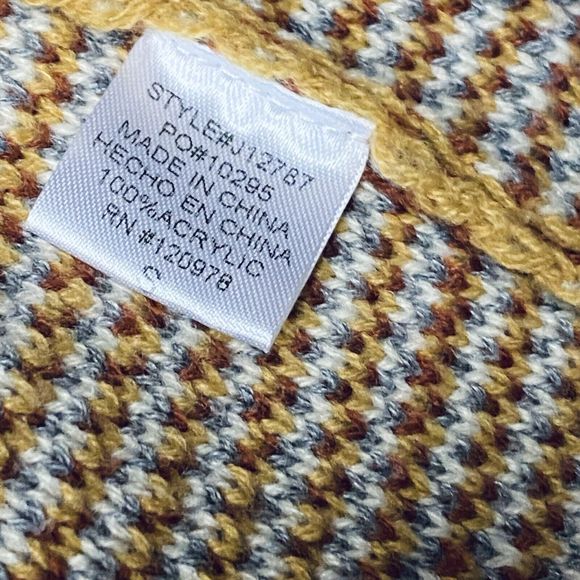 STYLE#J12787
PO#10295
MADE IN CHINA
HECHO EN CHINA
100%ACRYLIC
RN #120978